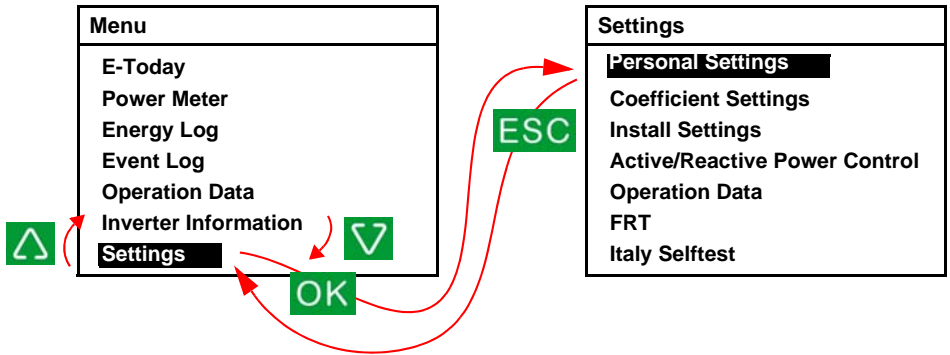 Menu
E-Today
Power Meter
Energy Log
Event Log
Operation Data
Inverter Information
Settings
OK
ESC
Settings
Personal Settings
Coefficient Settings
Install Settings
Active/Reactive Power Control
Operation Data
FRT
Italy Selftest